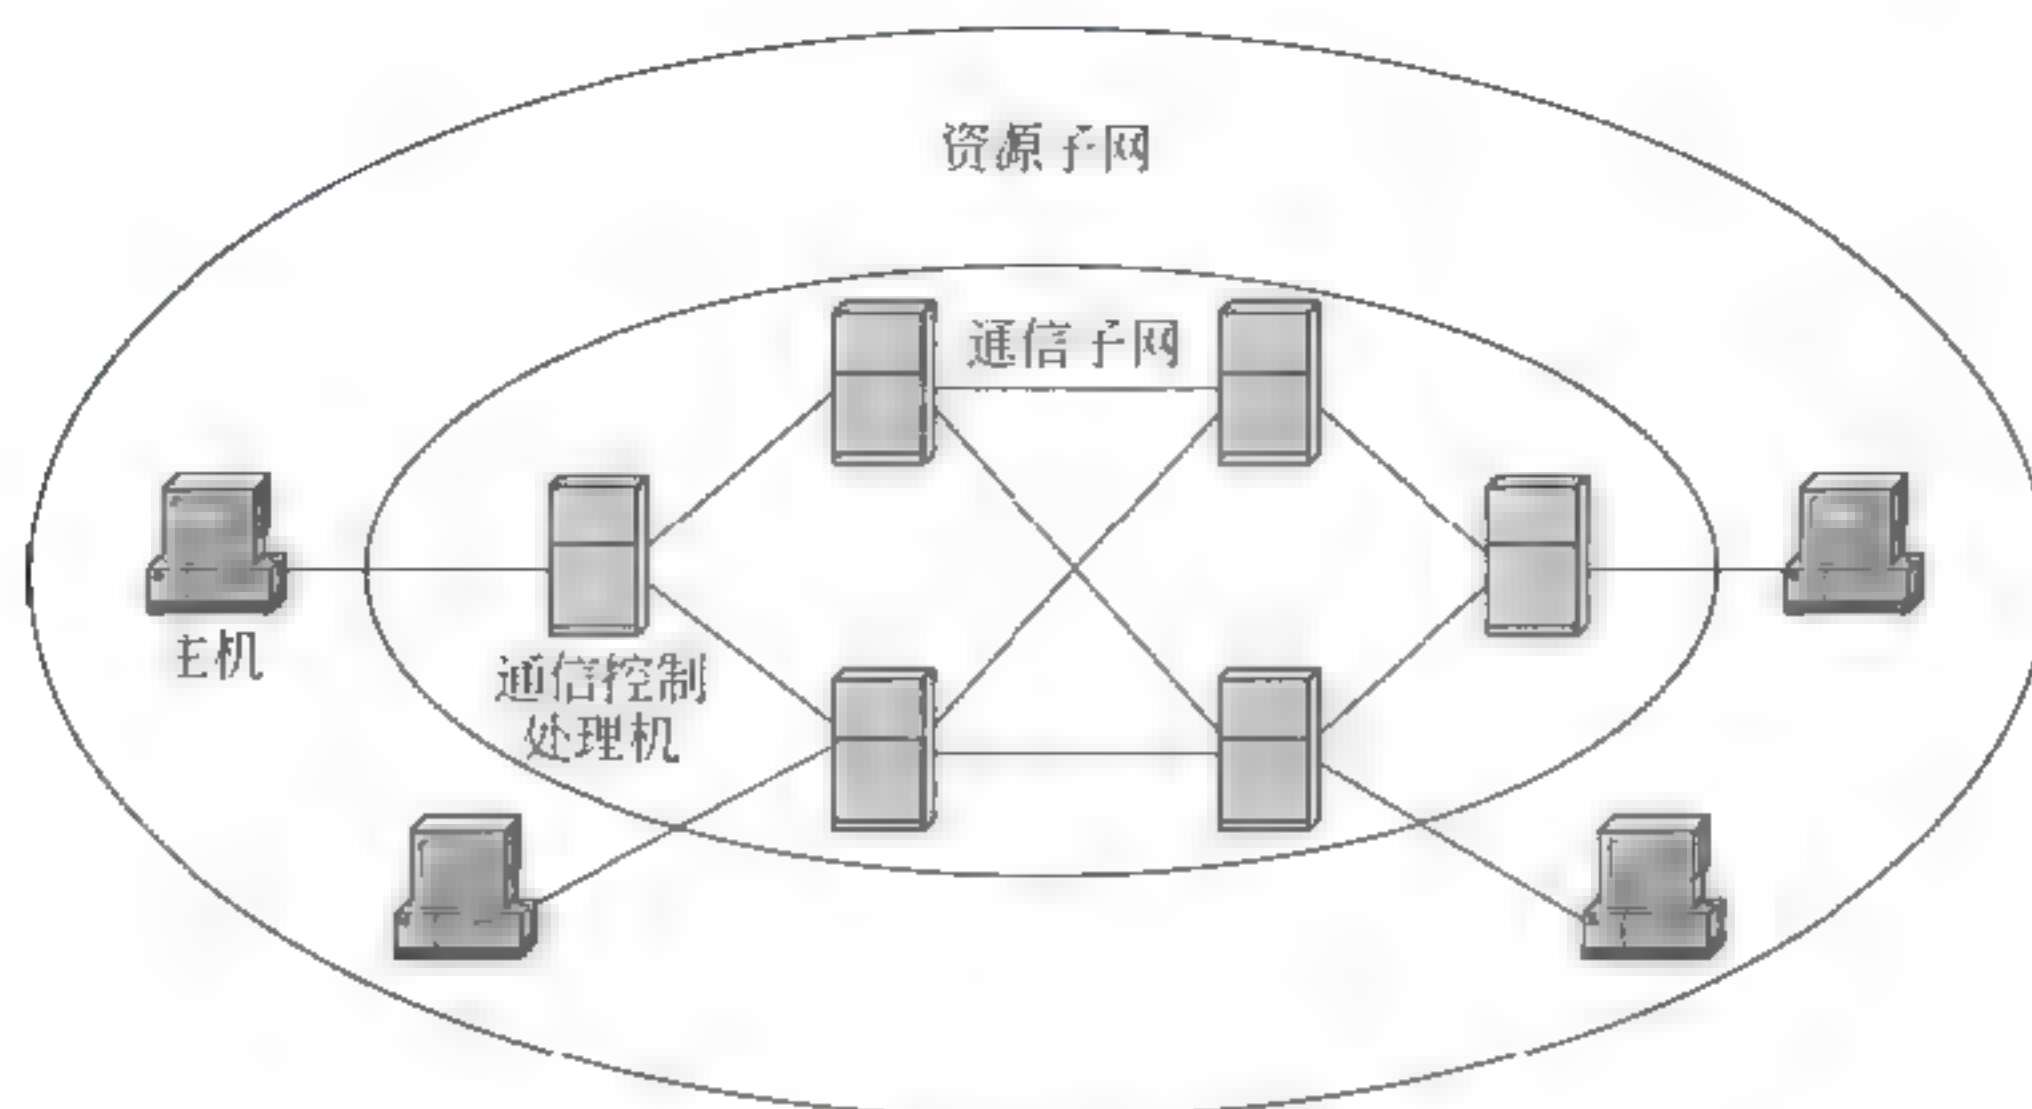 资源子网
通信子网
主机
通信控制
处理机